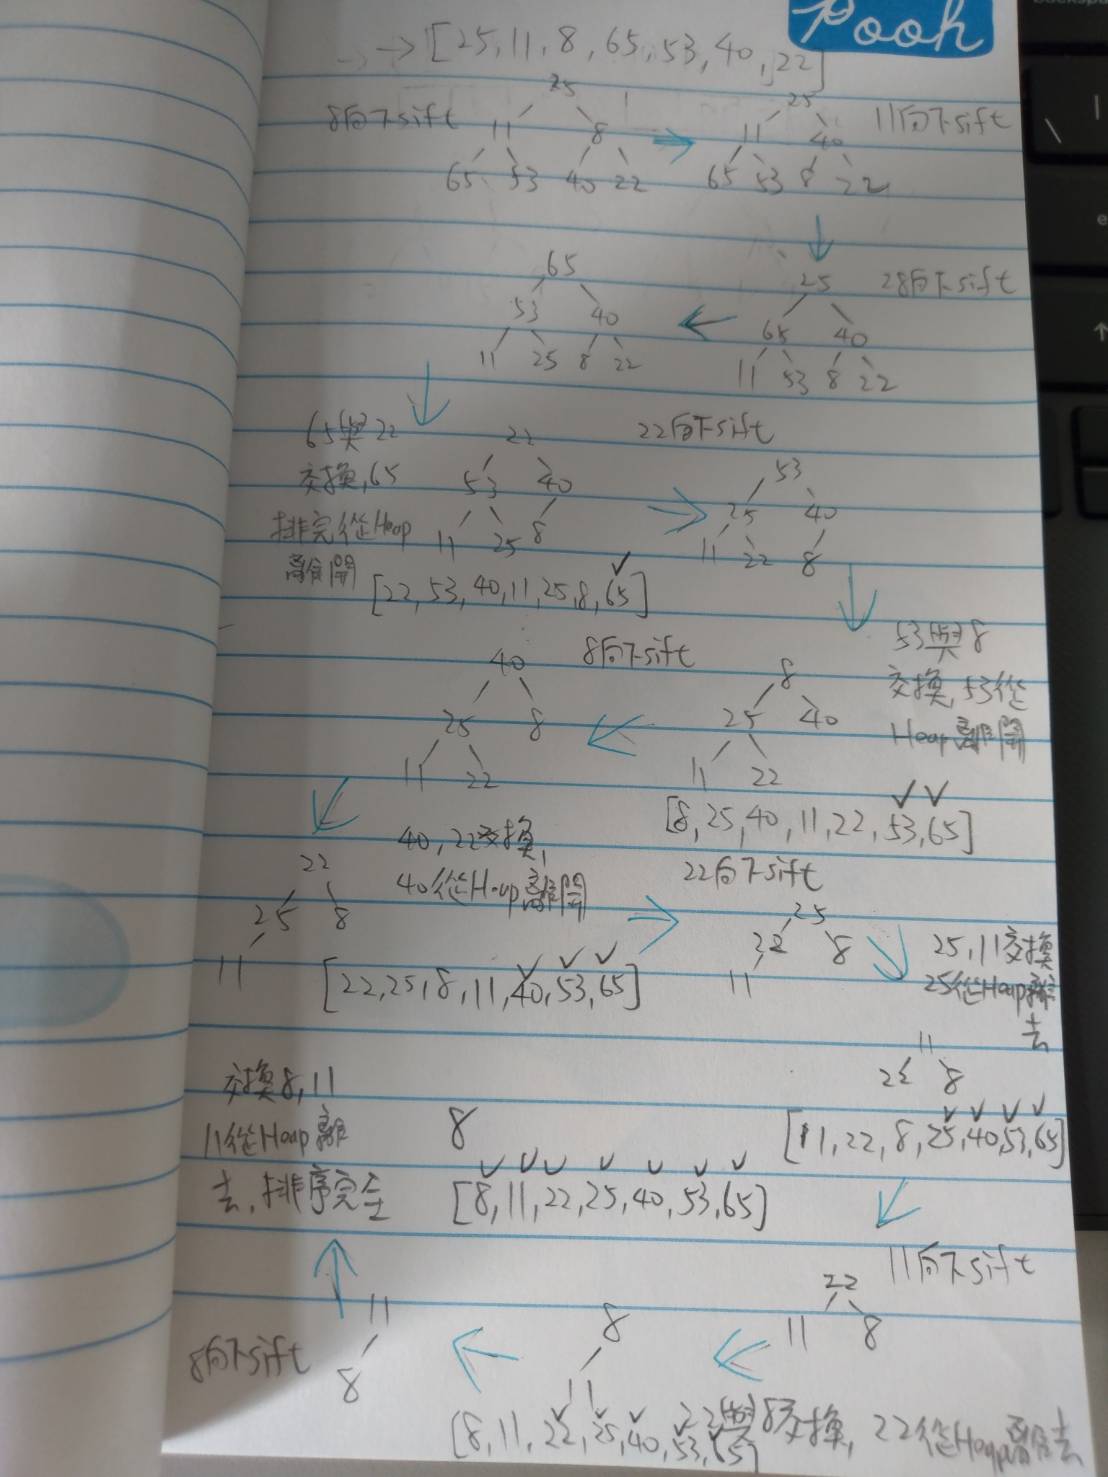 Pooh
→ [25, 11, 8, 65, 53, 40, 22]
8向下sift
25
11 8
65 53 40 22
25
11 40
65 53 8 22
11向下sift
25
65 40
11 53 8 22
28向下sift
65
53 40
11 25 8 22
65與22
交換,65
排完從Heap
離開
22
53 40
11 25 8
[22, 53, 40, 11, 25, 8, 65]
22向下sift
53
25 40
11 22 8
53與8
交換,53從
Heap離開
8
25 40
11 22
[8, 25, 40, 11, 22, 53, 65]
8向下sift
40
25 8
11 22
40, 22交換,
40從Heap離開
22
25 8
11
[22, 25, 8, 11, 40, 53, 65]
22向下sift
25
22 8
11
25, 11交換
25從Heap離
去
11
22 8
[11, 22, 8, 25, 40, 53, 65]
11向下sift
22
11 8
22與8交換, 22從Heap離去
8
11
[8, 11, 22, 25, 40, 53, 65]
8向下sift
11
8
交換8, 11
11從Heap離
去, 排序完全
8
[8, 11, 22, 25, 40, 53, 65]